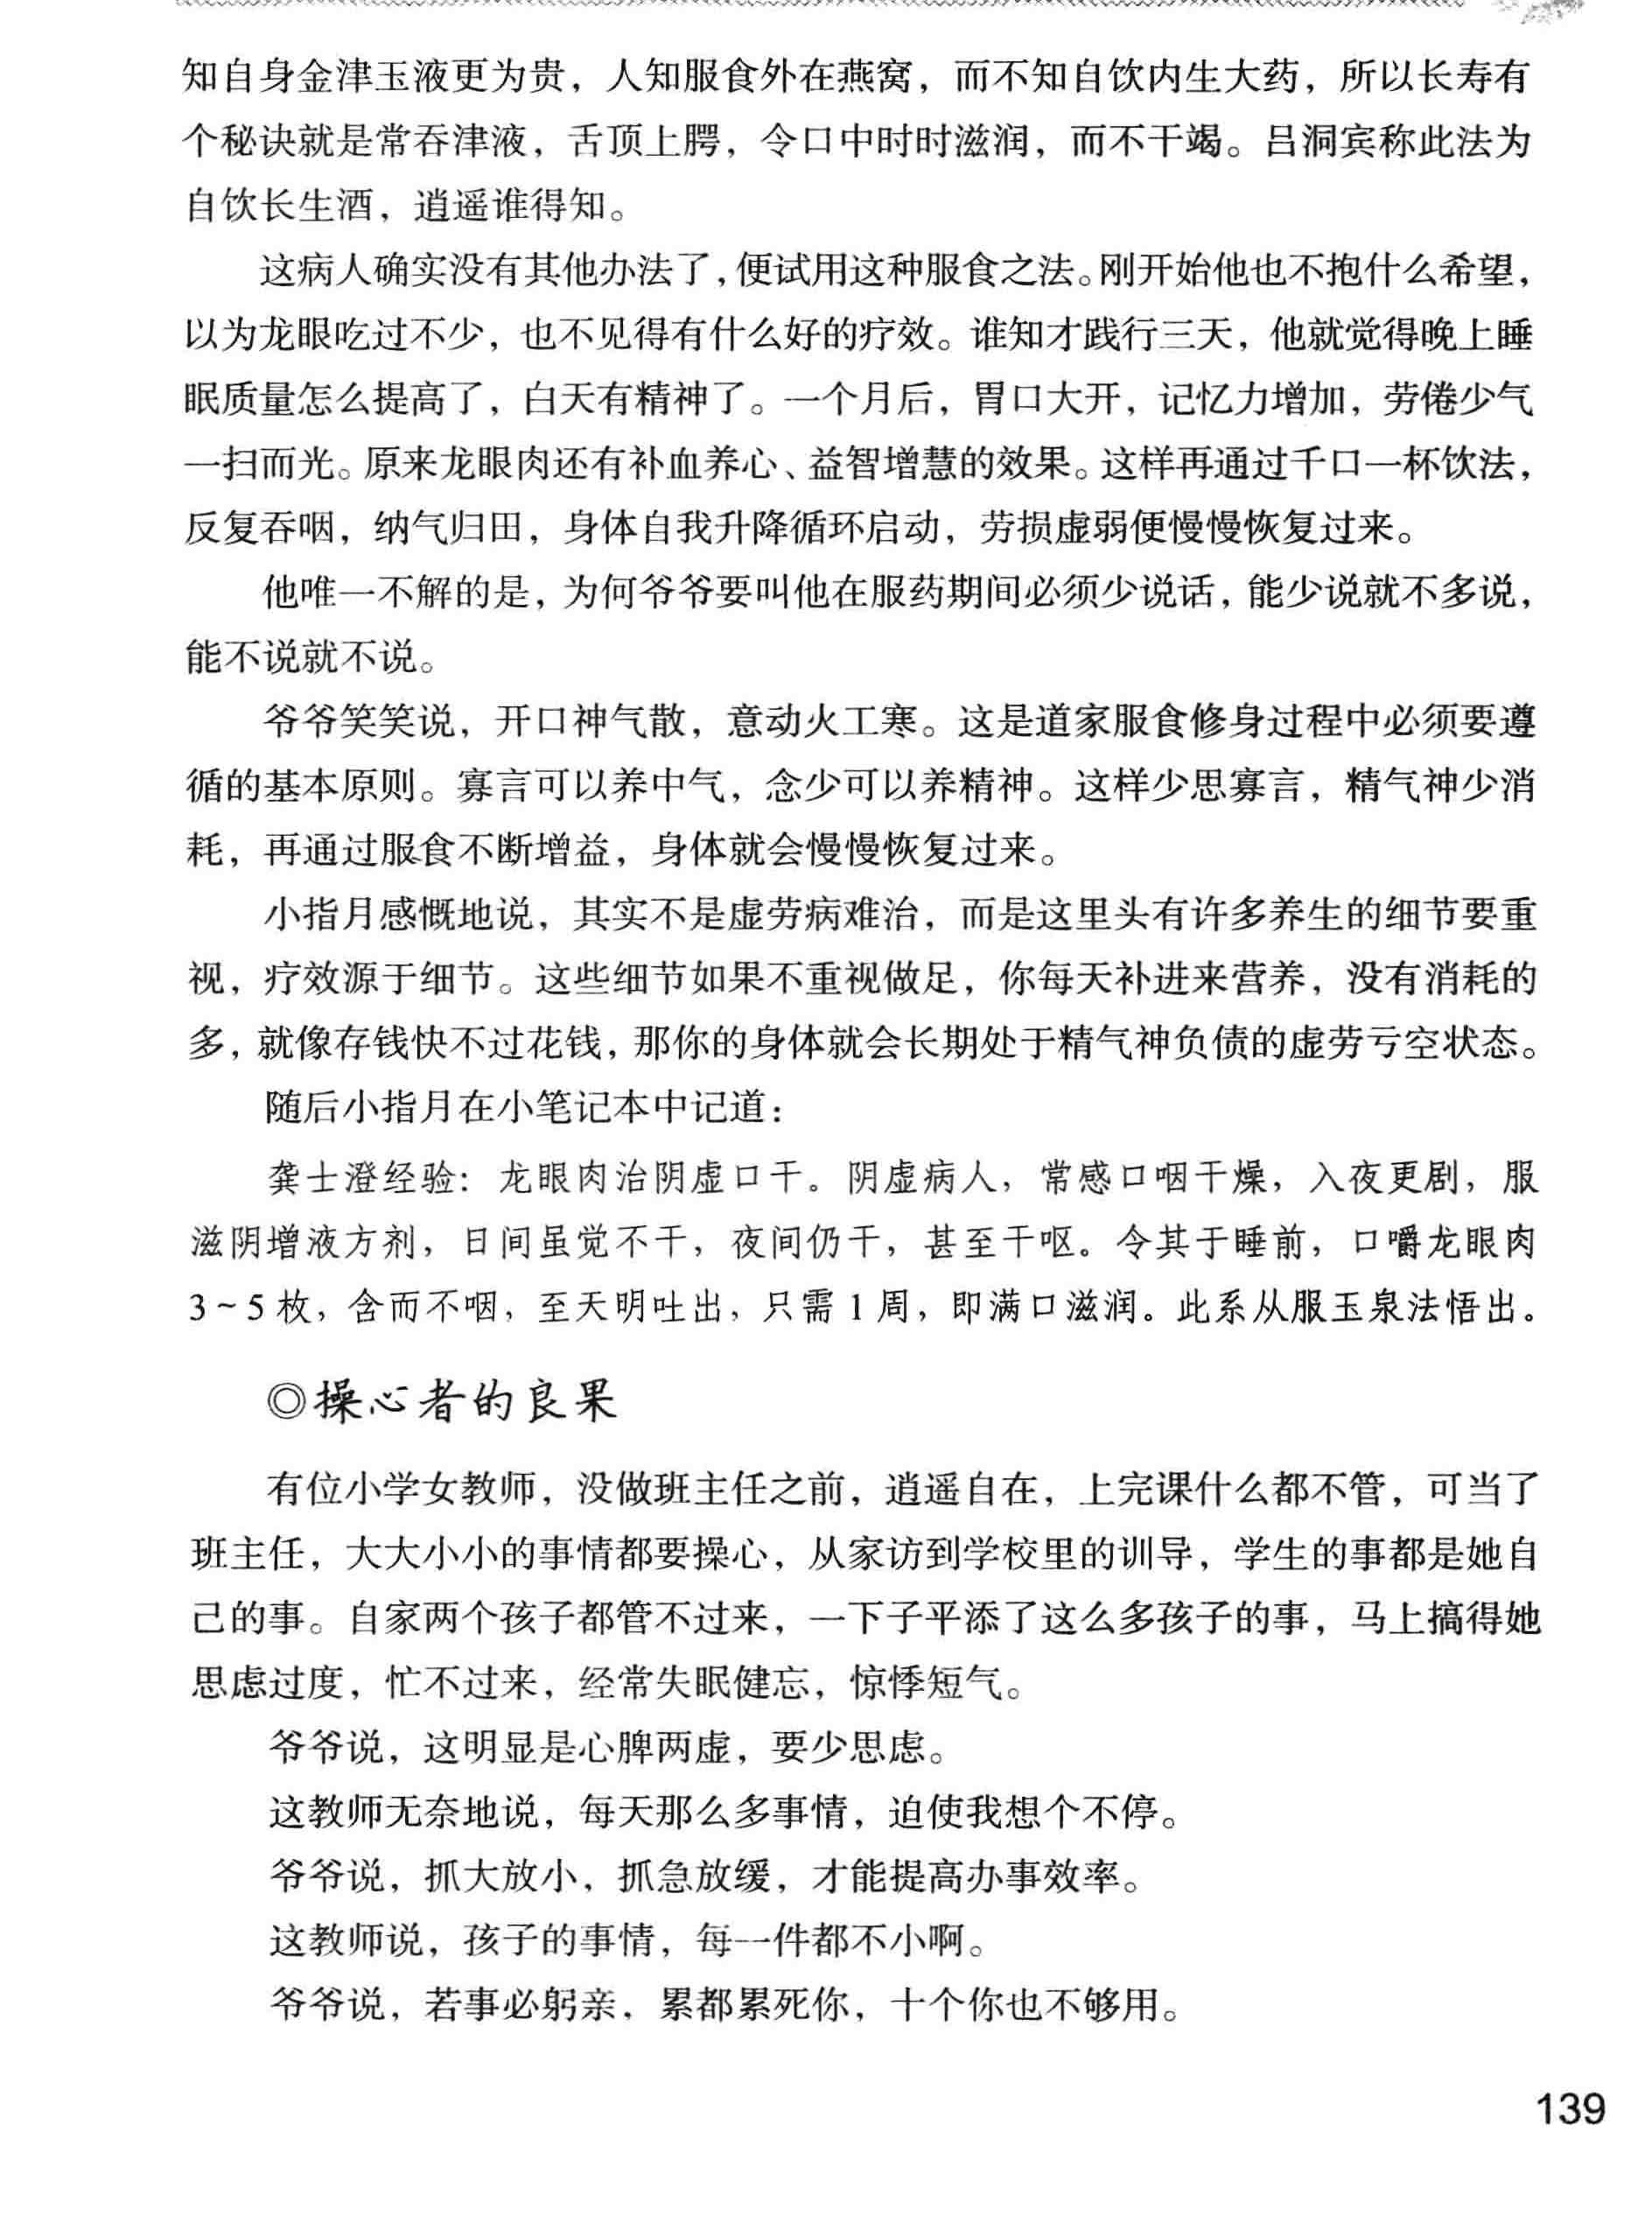 知自身金津玉液更为贵，人知服食外在燕窝，而不知自饮内生大药，所以长寿有
个秘诀就是常吞津液，舌顶上腭，令口中时时滋润，而不干竭。吕洞宾称此法为
自饮长生酒，逍遥谁得知。
这病人确实没有其他办法了，便试用这种服食之法。刚开始他也不抱什么希望，
以为龙眼吃过不少，也不见得有什么好的疗效。谁知才践行三天，他就觉得晚上睡
眠质量怎么提高了，白天有精神了。一个月后，胃口大开，记忆力增加，劳倦少气
一扫而光。原来龙眼肉还有补血养心、益智增慧的效果。这样再通过千口一杯饮法，
反复吞咽，纳气归田，身体自我升降循环启动，劳损虚弱便慢慢恢复过来。
他唯一不解的是，为何爷爷要叫他在服药期间必须少说话，能少说就不多说，
能不说就不说。
爷爷笑笑说，开口神气散，意动火工寒。这是道家服食修身过程中必须要遵
循的基本原则。寡言可以养中气，念少可以养精神。这样少思寡言，精气神少消
耗，再通过服食不断增益，身体就会慢慢恢复过来。
小指月感慨地说，其实不是虚劳病难治，而是这里头有许多养生的细节要重
视，疗效源于细节。这些细节如果不重视做足，你每天补进来营养，没有消耗的
多，就像存钱快不过花钱，那你的身体就会长期处于精气神负债的虚劳亏空状态。
随后小指月在小笔记本中记道：
龚士澄经验：龙眼肉治阴虚口干。阴虚病人，常感口咽干燥，入夜更剧，服
滋阴增液方剂，日间虽觉不干，夜间仍干，甚至干呕。令其于睡前，口嚼龙眼肉
3~5枚，含而不咽，至天明吐出，只需1周，即满口滋润。此系从服玉泉法悟出。
◎操心者的良果
有位小学女教师，没做班主任之前，逍遥自在，上完课什么都不管，可当了
班主任，大大小小的事情都要操心，从家访到学校里的训导，学生的事都是她自
己的事。自家两个孩子都管不过来，一下子平添了这么多孩子的事，马上搞得她
思虑过度，忙不过来，经常失眠健忘，惊悸短气。
爷爷说，这明显是心脾两虚，要少思虑。
这教师无奈地说，每天那么多事情，迫使我想个不停。
爷爷说，抓大放小，抓急放缓，才能提高办事效率。
这教师说，孩子的事情，每一件都不小啊。
爷爷说，若事必躬亲，累都累死你，十个你也不够用。
139